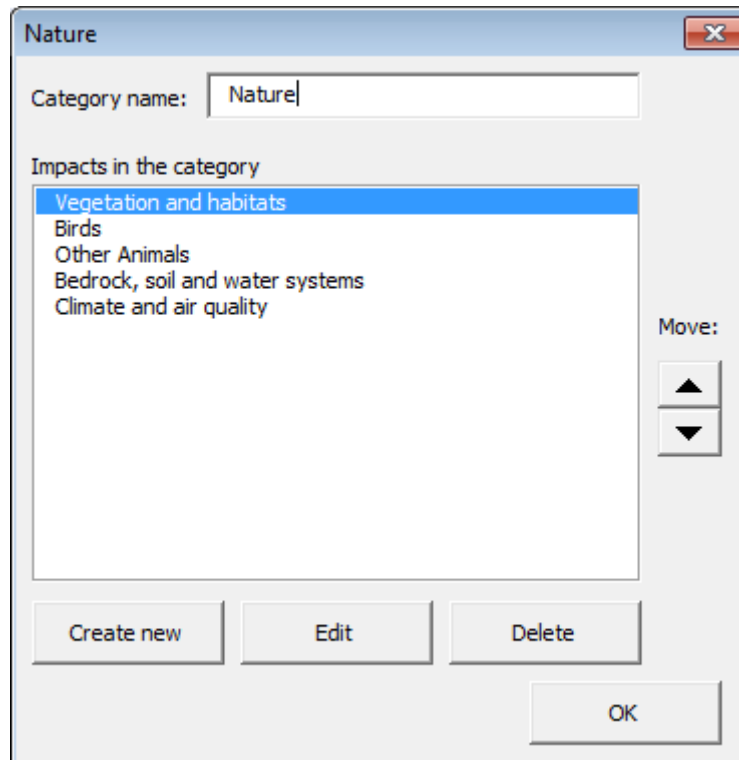 Nature
Category name: Nature
Impacts in the category
Vegetation and habitats
Birds
Other Animals
Bedrock, soil and water systems
Climate and air quality
Move:
Create new Edit Delete
OK